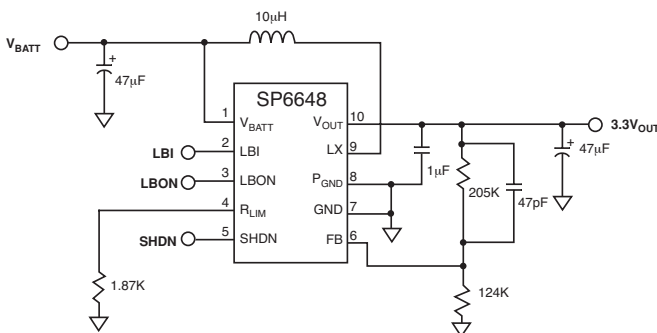 10μH
VBATT
+
47μF
SP6648
1
VBATT
VOUT
10
3.3VOUT
LBI
2
LBI
LX
9
1μF
+
47μF
LBON
3
LBON
PGND
8
205K
47pF
4
RLIM
GND
7
SHDN
5
SHDN
FB
6
1.87K
124K